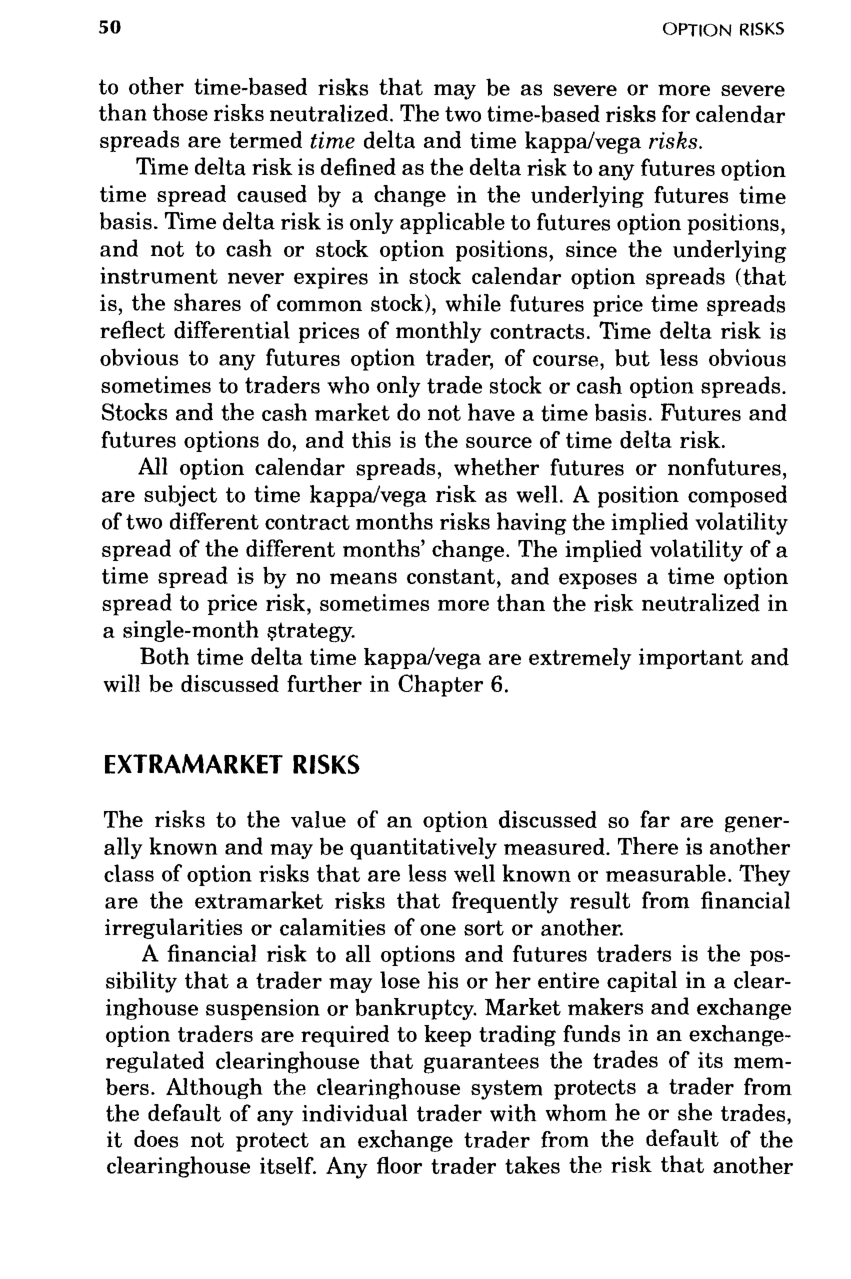 50 OPTION RISKS
to other time-based risks that may be as severe or more severe
than those risks neutralized. The two time-based risks for calendar
spreads are termed time delta and time kappa/vega risks.
Time delta risk is defined as the delta risk to any futures option
time spread caused by a change in the underlying futures time
basis. Time delta risk is only applicable to futures option positions,
and not to cash or stock option positions, since the underlying
instrument never expires in stock calendar option spreads (that
is, the shares of common stock), while futures price time spreads
reflect differential prices of monthly contracts. Time delta risk is
obvious to any futures option trader, of course, but less obvious
sometimes to traders who only trade stock or cash option spreads.
Stocks and the cash market do not have a time basis. Futures and
futures options do, and this is the source of time delta risk.
All option calendar spreads, whether futures or nonfutures,
are subject to time kappa/vega risk as well. A position composed
of two different contract months risks having the implied volatility
spread of the different months' change. The implied volatility of a
time spread is by no means constant, and exposes a time option
spread to price risk, sometimes more than the risk neutralized in
a single-month strategy.
Both time delta time kappa/vega are extremely important and
will be discussed further in Chapter 6.
EXTRAMARKET RISKS
The risks to the value of an option discussed so far are gener-
ally known and may be quantitatively measured. There is another
class of option risks that are less well known or measurable. They
are the extramarket risks that frequently result from financial
irregularities or calamities of one sort or another.
A financial risk to all options and futures traders is the pos-
sibility that a trader may lose his or her entire capital in a clear-
inghouse suspension or bankruptcy. Market makers and exchange
option traders are required to keep trading funds in an exchange-
regulated clearinghouse that guarantees the trades of its mem-
bers. Although the clearinghouse system protects a trader from
the default of any individual trader with whom he or she trades,
it does not protect an exchange trader from the default of the
clearinghouse itself. Any floor trader takes the risk that another